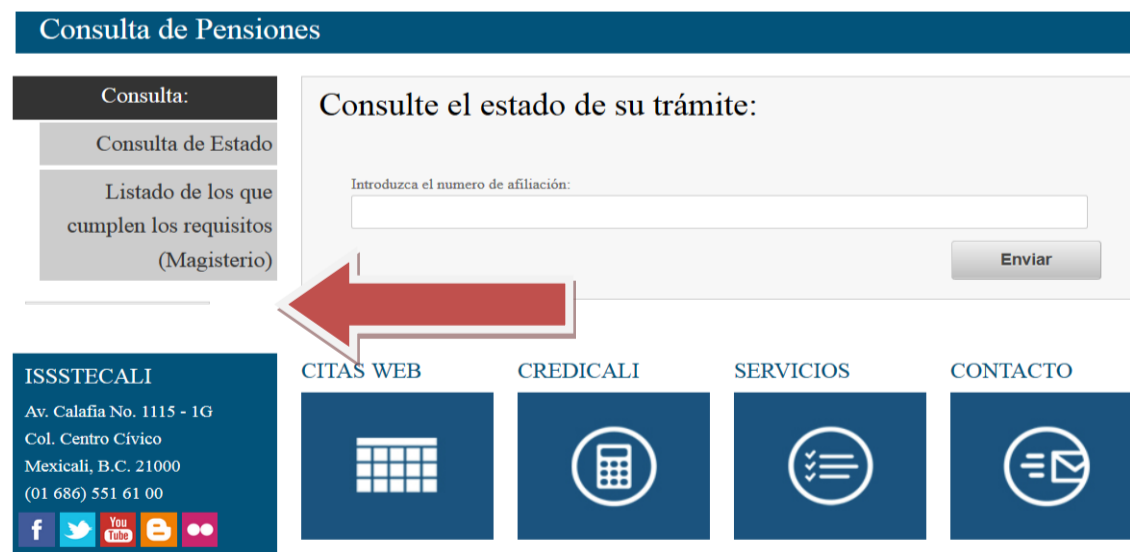 Consulta de Pensiones
Consulta:
Consulta de Estado
Listado de los que
cumplen los requisitos
(Magisterio)
Consulte el estado de su trámite:
Introduzca el numero de afiliación:
Enviar
ISSSTECALI
Av. Calafia No. 1115 - 1G
Col. Centro Cívico
Mexicali, B.C. 21000
(01 686) 551 61 00
f
You
Tube
CITAS WEB
CREDICALI
SERVICIOS
CONTACTO